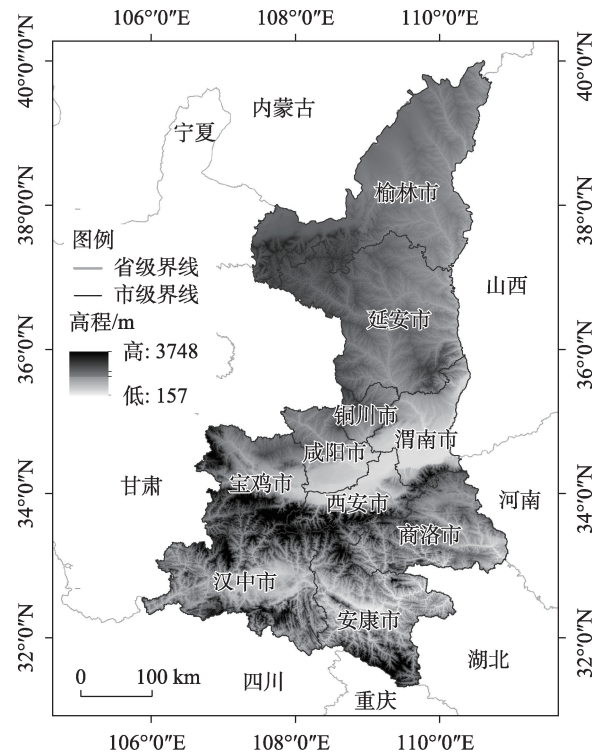 106°0′0″E
108°0′0″E
110°0′0″E
40°0′0″N
40°0′0″N
内蒙古
宁夏
榆林市
38°0′0″N
38°0′0″N
图例
省级界线
山西
市级界线
延安市
高程/m
高: 3748
36°0′0″N
36°0′0″N
低: 157
铜川市
渭南市
咸阳市
甘肃
宝鸡市
西安市
河南
34°0′0″N
34°0′0″N
商洛市
汉中市
安康市
32°0′0″N
32°0′0″N
湖北
0
100 km
四川
重庆
106°0′0″E
108°0′0″E
110°0′0″E